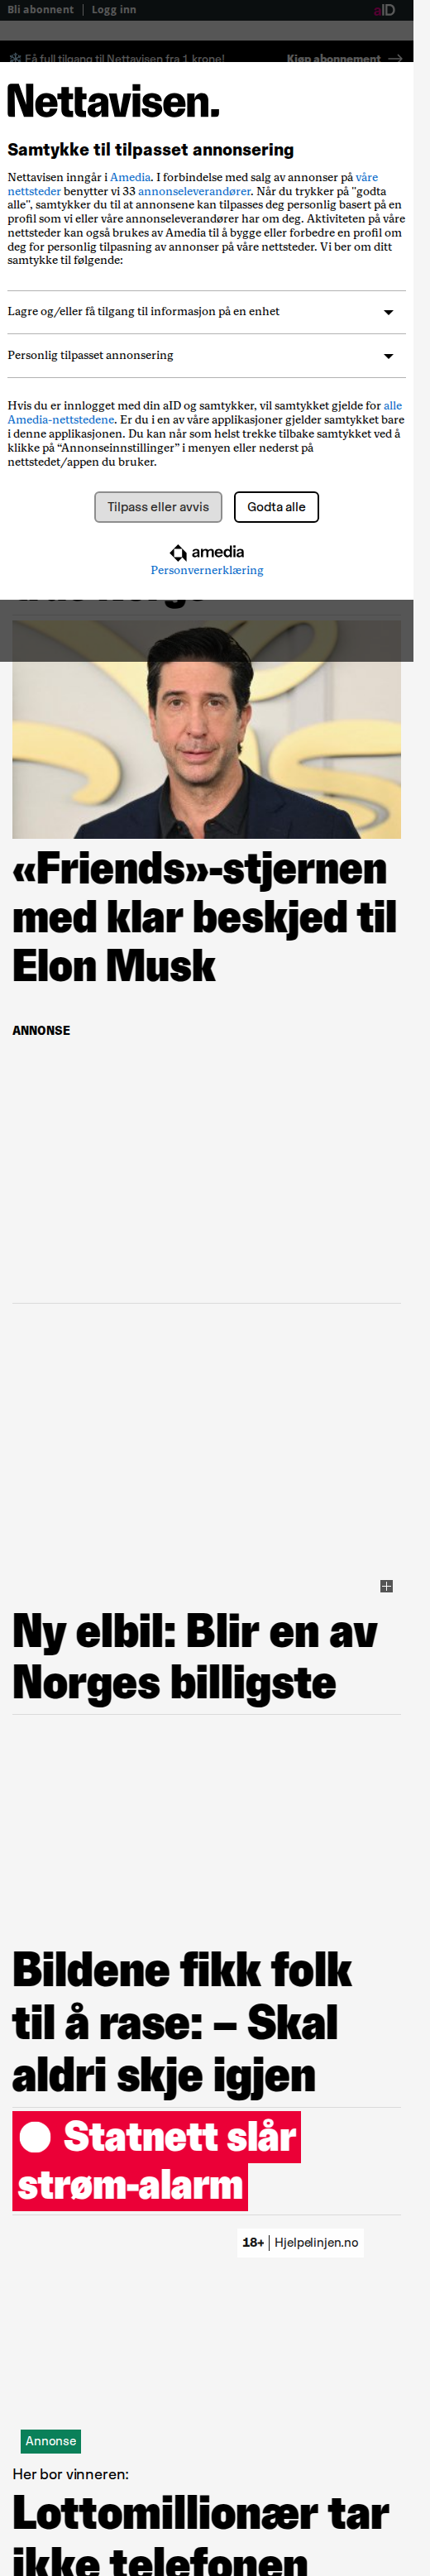 Bli abonnent | Logg inn
aID
Få full tilgang til Nettavisen fra 1 krone!
Kjøp abonnement
Nettavisen.
Samtykke til tilpasset annonsering
Nettavisen inngår i Amedia. I forbindelse med salg av annonser på våre
nettsteder benytter vi 33 annonseleverandører. Når du trykker på "godta
alle", samtykker du til at annonsene kan tilpasses deg personlig basert på en
profil som vi eller våre annonseleverandører har om deg. Aktiviteten på våre
nettsteder kan også brukes av Amedia til å bygge eller forbedre en profil om
deg for personlig tilpasning av annonser på våre nettsteder. Vi ber om ditt
samtykke til følgende:
Lagre og/eller få tilgang til informasjon på en enhet
Personlig tilpasset annonsering
Hvis du er innlogget med din aID og samtykker, vil samtykket gjelde for alle
Amedia-nettstedene. Er du i en av våre applikasjoner gjelder samtykket bare
i denne applikasjonen. Du kan når som helst trekke tilbake samtykket ved å
klikke på “Annonseinnstillinger” i menyen eller nederst på
nettstedet/appen du bruker.
Tilpass eller avvis
Godta alle
amedia
Personvernerklæring
«Friends»-stjernen
med klar beskjed til
Elon Musk
ANNONSE
Ny elbil: Blir en av
Norges billigste
Bildene fikk folk
til å rase: – Skal
aldri skje igjen
Statnett slår
strøm-alarm
18+ | Hjelpelinjen.no
Annonse
Her bor vinneren:
Lottomillionær tar
ikke telefonen